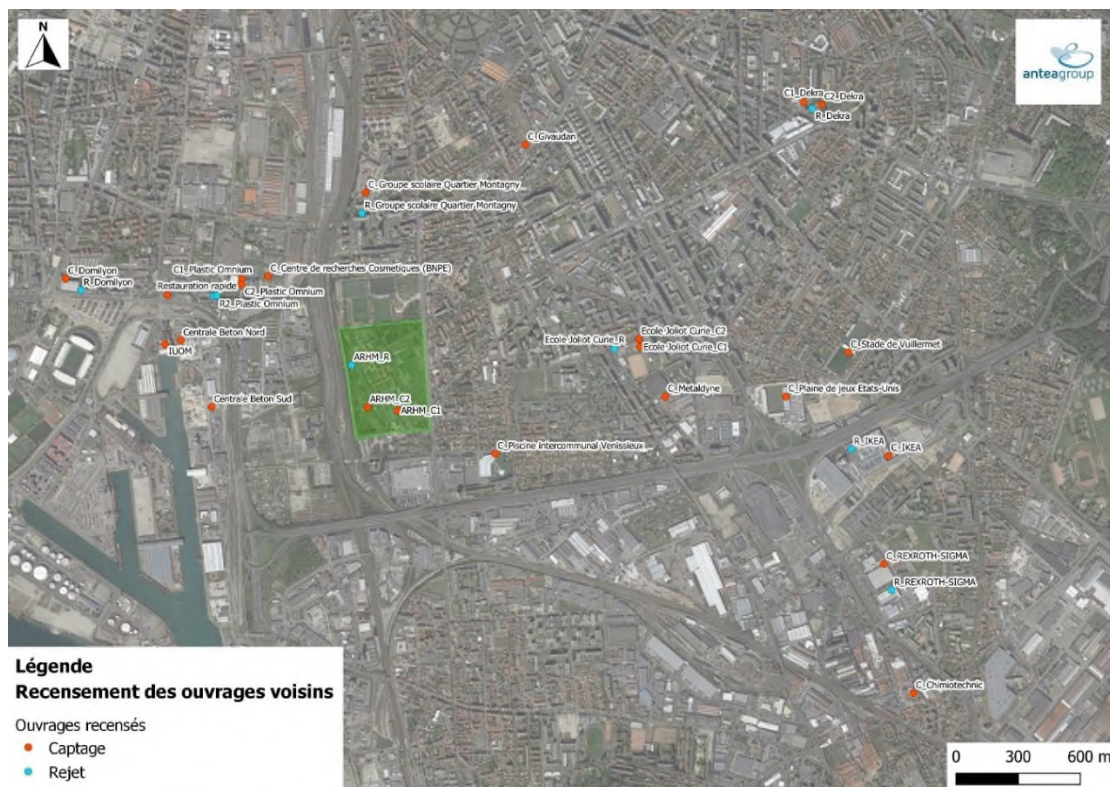 N
anteagroup
C1_Dekra
C2_Dekra
R_Dekra
C_Givaudan
C_Groupe scolaire Quartier Montagny
R_Groupe scolaire Quartier Montagny
C_Domilyon
R_Domilyon
C1_Plastic Omnium
C_Centre de recherches Cosmetiques (BNPE)
Restauration rapide
C2_Plastic Omnium
R2_Plastic Omnium
Centrale Beton Nord
IUOM
Ecole Joliot Curie_C2
Ecole Joliot Curie_R
Ecole Joliot Curie_C1
C_Stade de Vuillermet
ARHM_R
C_Metaldyne
C_Plaine de jeux Etats-Unis
Centrale Beton Sud
ARHM_C2
ARHM_C1
C_Piscine intercommunal Venissieux
R_IKEA
C_IKEA
C_REXROTH-SIGMA
R_REXROTH-SIGMA
C_Chimiotechnic
Légende
Recensement des ouvrages voisins
Ouvrages recensés
Captage
Rejet
0 300 600 m